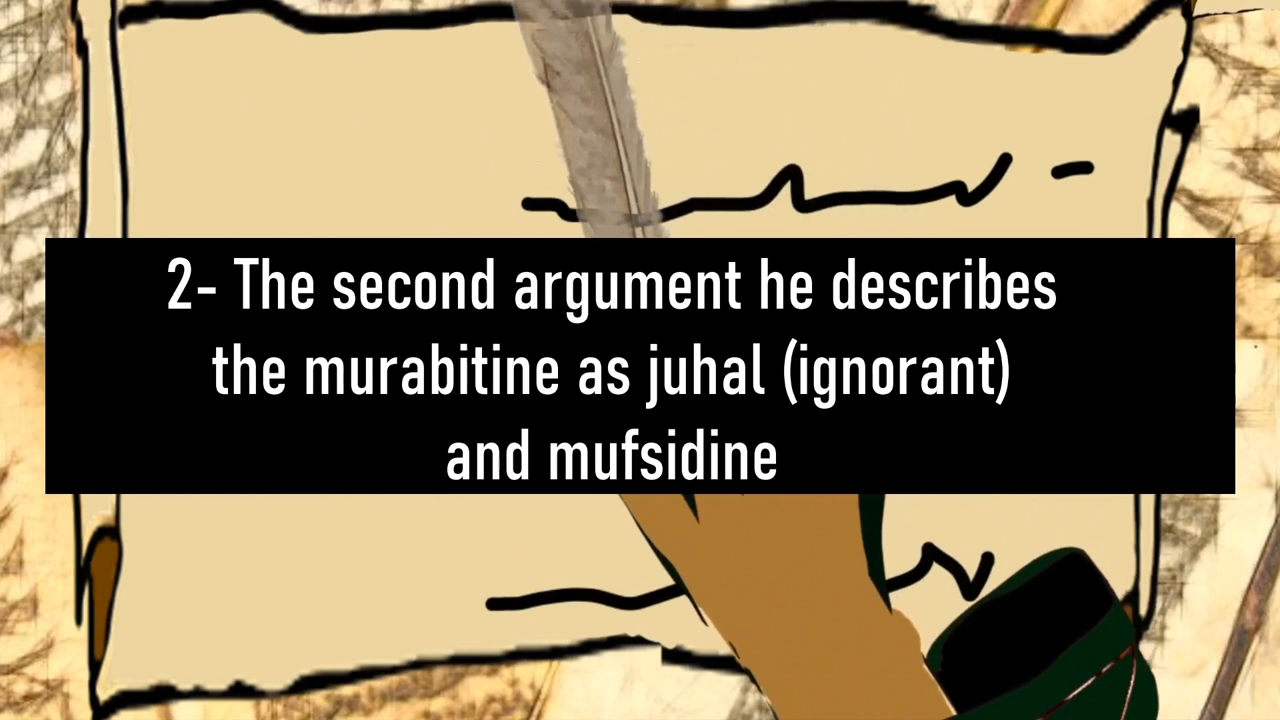 2- The second argument he describes
the murabitine as juhal (ignorant)
and mufsidine